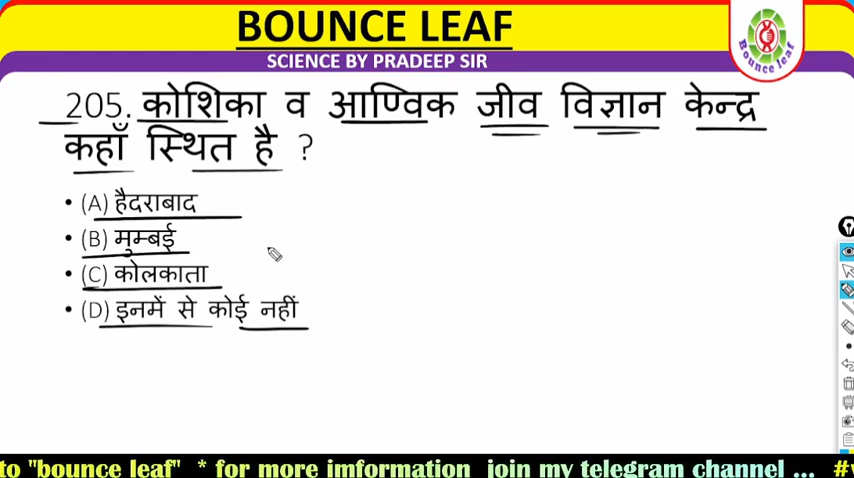 BOUNCE LEAF
SCIENCE BY PRADEEP SIR
Bounce leaf
205. कोशिका व आण्विक जीव विज्ञान केन्द्र
कहाँ स्थित है ?
• (A) हैदराबाद
• (B) मुम्बई
• (C) कोलकाता
• (D) इनमें से कोई नहीं
to "bounce leaf" * for more imformation join my telegram channel ... #